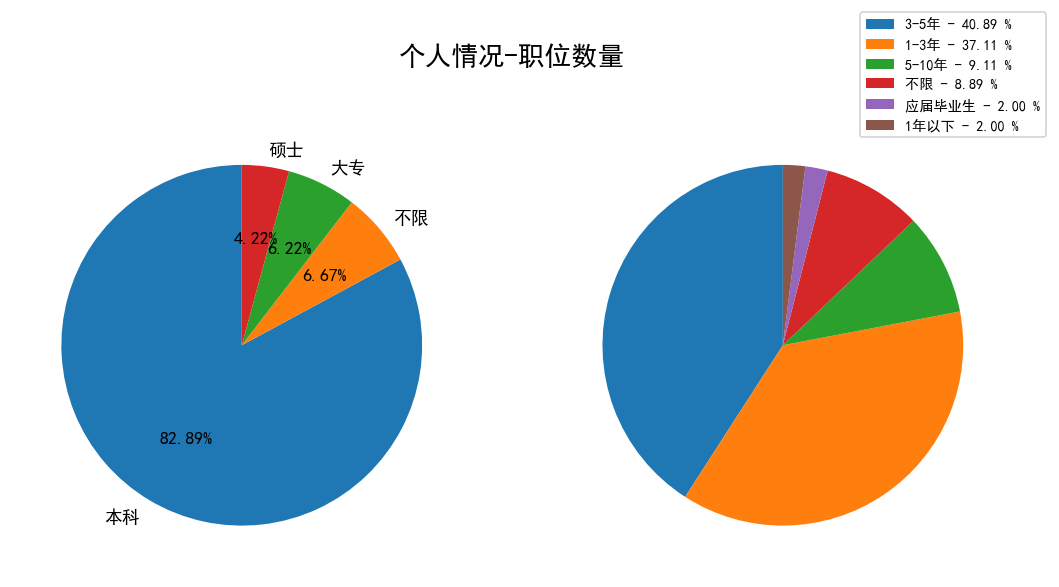 个人情况-职位数量
3-5年 - 40.89 %
1-3年 - 37.11 %
5-10年 - 9.11 %
不限 - 8.89 %
应届毕业生 - 2.00 %
1年以下 - 2.00 %
硕士
大专
不限
4.22%
6.22%
6.67%
82.89%
本科